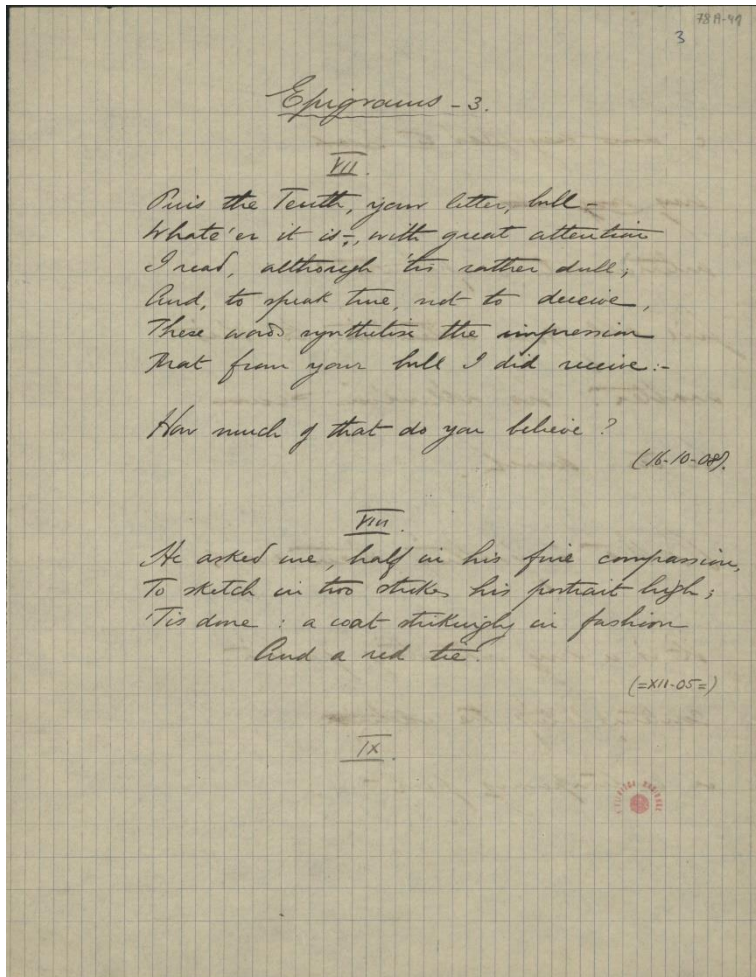 78A-49
3
Epigrams - 3.
VII.
Pius the Tenth, your letter, bull -
Whate'er it is -, with great attention
I read, although 'tis rather dull;
And, to speak true, not to deceive,
These words synthetise the impression
That from your bull I did receive:-
How much of that do you believe?
(16-10-08).
VIII.
He asked me, half in his fine compassion,
To sketch in two strokes his portrait high;
'Tis done: a coat strikingly in fashion
And a red tie.
(=XII-05=)
IX